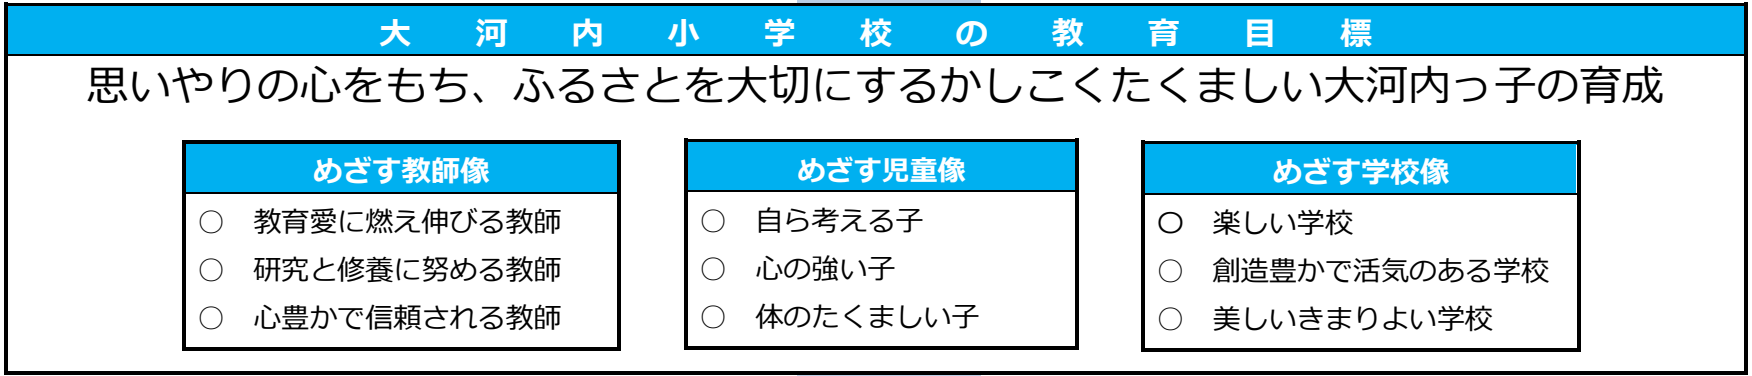 大河内小学校の教育目標
思いやりの心をもち、ふるさとを大切にするかしこくたくましい大河内っ子の育成
めざす教師像
○ 教育愛に燃え伸びる教師
○ 研究と修養に努める教師
○ 心豊かで信頼される教師
めざす児童像
○ 自ら考える子
○ 心の強い子
○ 体のたくましい子
めざす学校像
○ 楽しい学校
○ 創造豊かで活気のある学校
○ 美しいきまりよい学校